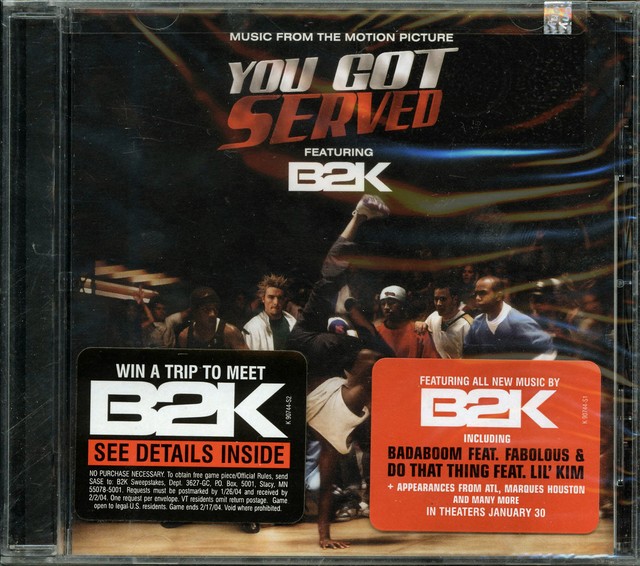 MUSIC FROM THE MOTION PICTURE
YOU GOT
SERVED
FEATURING
B2K
WIN A TRIP TO MEET
B2K
SEE DETAILS INSIDE
NO PURCHASE NECESSARY. To obtain free game piece/Official Rules, send
SASE to: B2K Sweepstakes, Dept. 3627-GC, P.O. Box, 5001, Stacy, MN
55078-5001. Requests must be postmarked by 1/26/04 and received by
2/2/04. One request per envelope. VT residents omit return postage. Game
open to legal U.S. residents. Game ends 2/17/04. Void where prohibited.
K 90744-S2
FEATURING ALL NEW MUSIC BY
B2K
INCLUDING
BADABOOM FEAT. FABOLOUS &
DO THAT THING FEAT. LIL' KIM
+ APPEARANCES FROM ATL, MARQUES HOUSTON
AND MANY MORE
IN THEATERS JANUARY 30
K 90744-S1